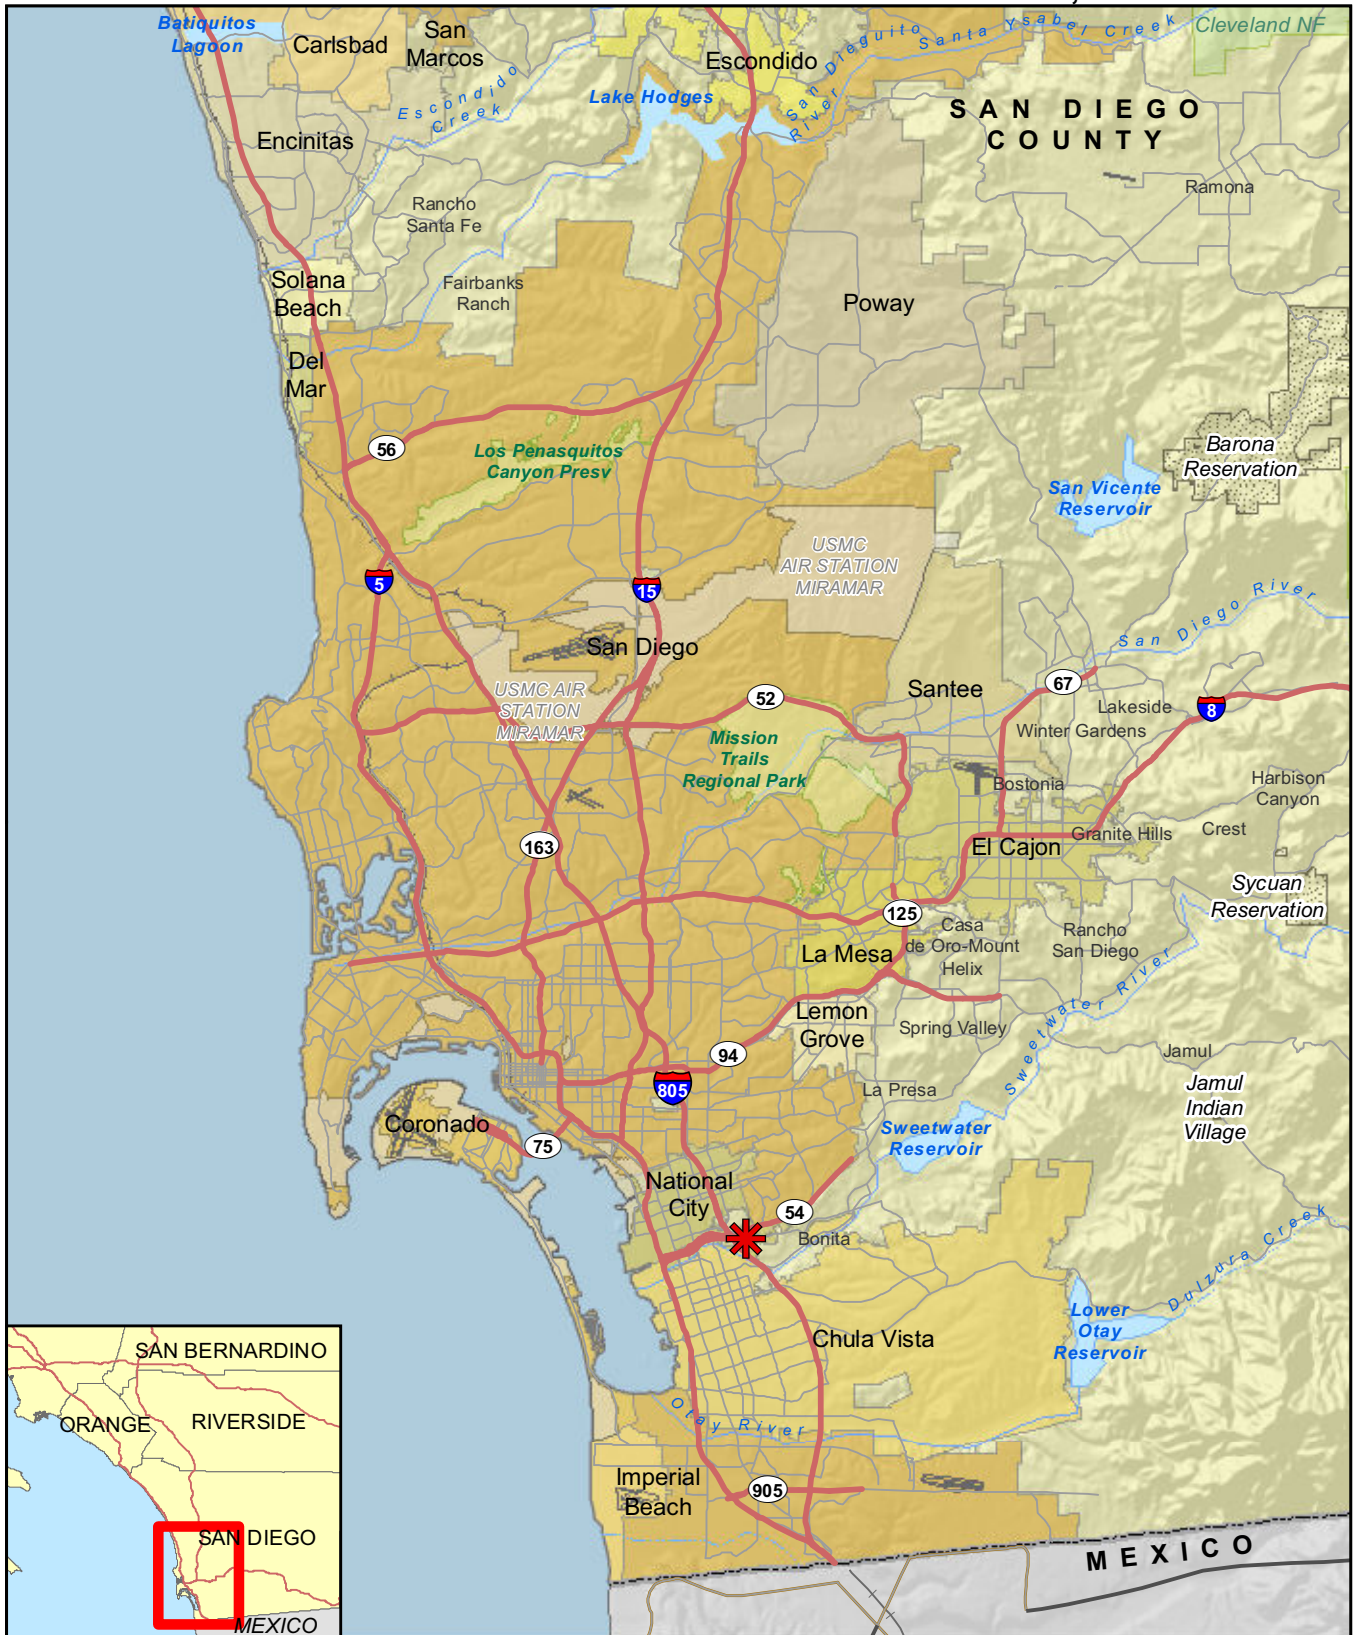 Batiquitos
Lagoon
Carlsbad
San
Marcos
Escondido
San Dieguito
River
Santa Ysabel Creek
Cleveland NF
Lake Hodges
Escondido
Creek
SAN DIEGO
COUNTY
Encinitas
Ramona
Rancho
Santa Fe
Solana
Beach
Fairbanks
Ranch
Poway
Del
Mar
56
Los Penasquitos
Canyon Presv
Barona
Reservation
San Vicente
Reservoir
USMC
AIR STATION
MIRAMAR
5
15
San Diego River
San Diego
USMC AIR
STATION
MIRAMAR
52
Santee
67
Lakeside
8
Winter Gardens
Mission
Trails
Regional Park
Bostonia
Harbison
Canyon
163
El Cajon
Granite Hills
Crest
Sycuan
Reservation
125
Casa
de Oro-Mount
Helix
Rancho
San Diego
La Mesa
Sweetwater River
Lemon
Grove
Spring Valley
94
Jamul
805
La Presa
Jamul
Indian
Village
Coronado
75
Sweetwater
Reservoir
National
City
54
Bonita
Dulzura Creek
Lower
Otay
Reservoir
Chula Vista
Otay River
Imperial
Beach
905
MEXICO
SAN BERNARDINO
ORANGE
RIVERSIDE
SAN DIEGO
MEXICO